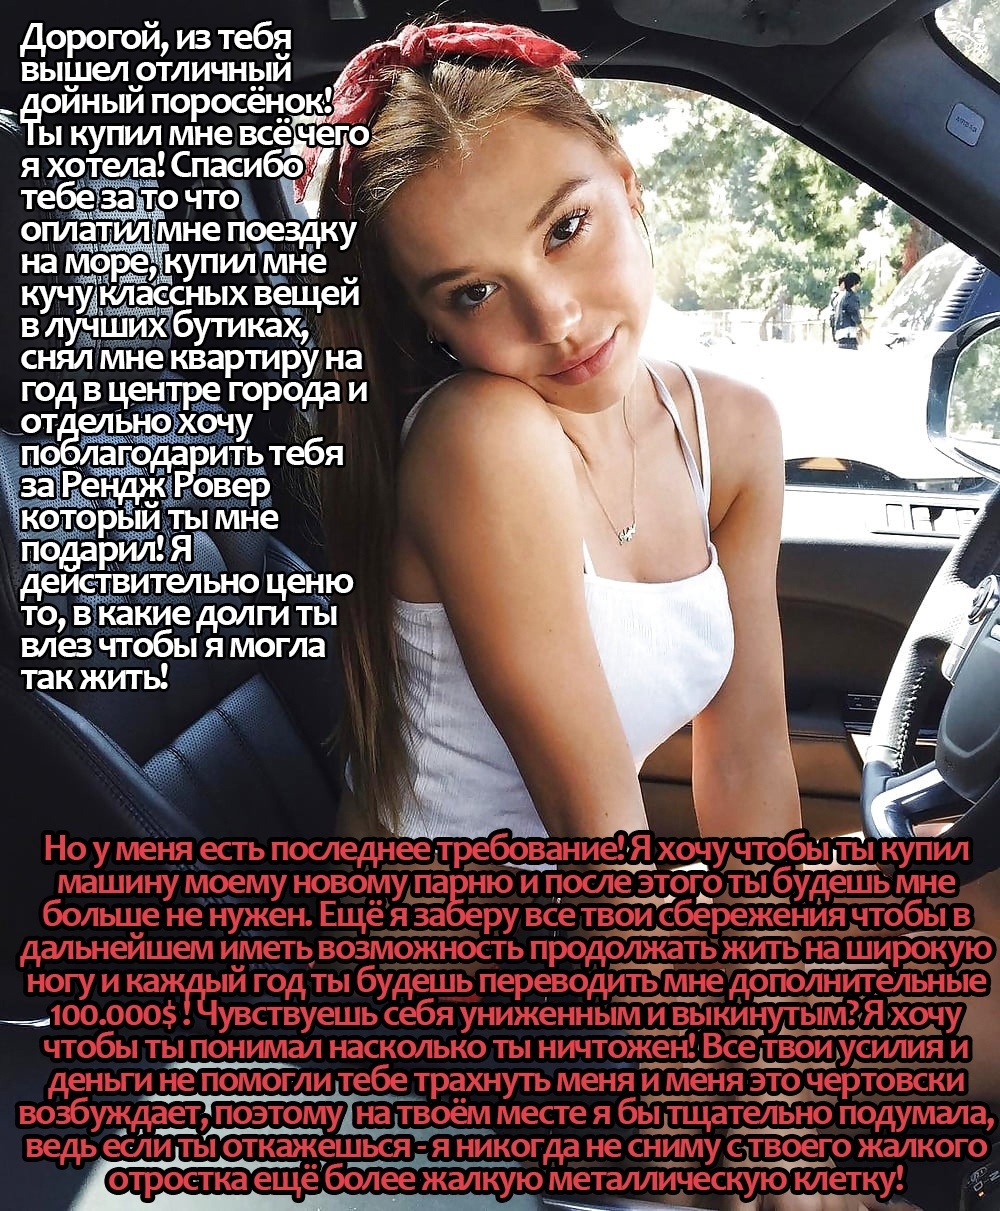 Дорогой, из тебя
вышел отличный
дойный поросёнок!
Ты купил мне всё чего
я хотела! Спасибо
тебе за то что
оплатил мне поездку
на море, купил мне
кучу классных вещей
в лучших бутиках,
снял мне квартиру на
год в центре города и
отдельно хочу
поблагодарить тебя
за Рендж Ровер
который ты мне
подарил! Я
действительно ценю
то, в какие долги ты
влез чтобы я могла
так жить!
Но у меня есть последнее требование! Я хочу чтобы ты купил
машину моему новому парню и после этого ты будешь мне
больше не нужен. Ещё я заберу все твои сбережения чтобы в
дальнейшем иметь возможность продолжать жить на широкую
ногу и каждый год ты будешь переводить мне дополнительные
100.000$ ! Чувствуешь себя униженным и выкинутым? Я хочу
чтобы ты понимал насколько ты ничтожен! Все твои усилия и
деньги не помогли тебе трахнуть меня и меня это чертовски
возбуждает, поэтому на твоём месте я бы тщательно подумала,
ведь если ты откажешься - я никогда не сниму с твоего жалкого
отростка ещё более жалкую металлическую клетку!